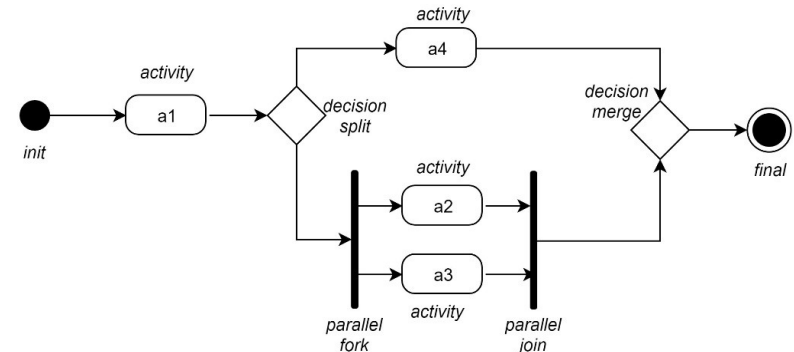 activity
a4
activity
decision
merge
a1
decision
split
init
final
activity
a2
a3
activity
parallel
fork
parallel
join